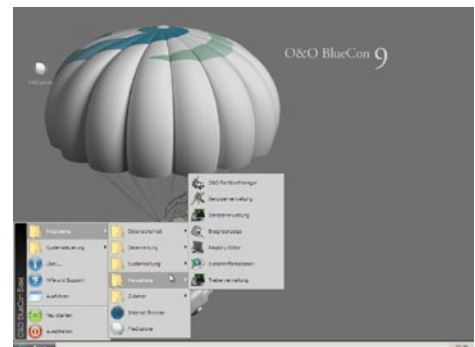 O&O BlueCon 9
FileExplorer
O&O PartitionManager
Benutzerverwaltung
Diensteverwaltung
Ereignisanzeige
Registry Editor
Systeminformationen
Treiberverwaltung
Programme
Systemsteuerung
Über...
Hilfe und Support
Ausführen
Neu starten
Ausschalten
Datensicherheit
Datenrettung
Systemrettung
Verwaltung
Zubehör
Internet Browser
FileExplorer
O&O BlueCon Base